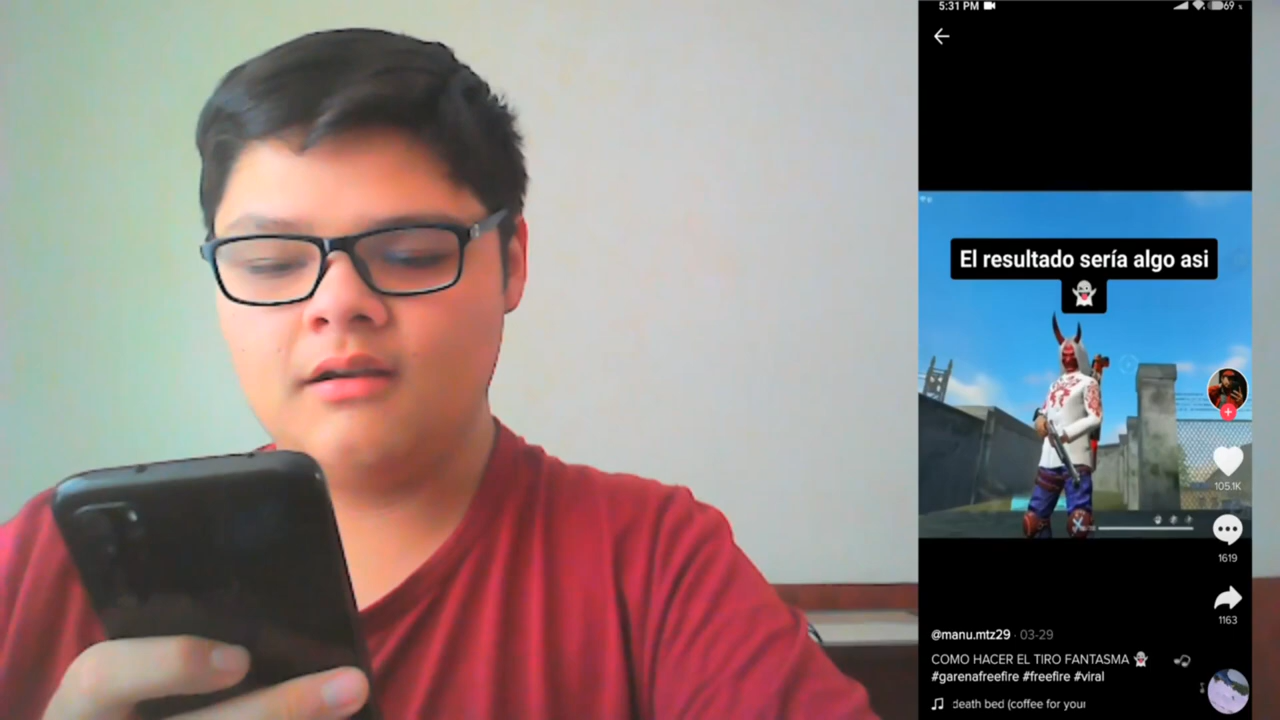 5:31 PM
69
El resultado sería algo asi
105.1K
1619
1163
@manu.mtz29 · 03-29
COMO HACER EL TIRO FANTASMA
#garenafreefire #freefire #viral
death bed (coffee for your